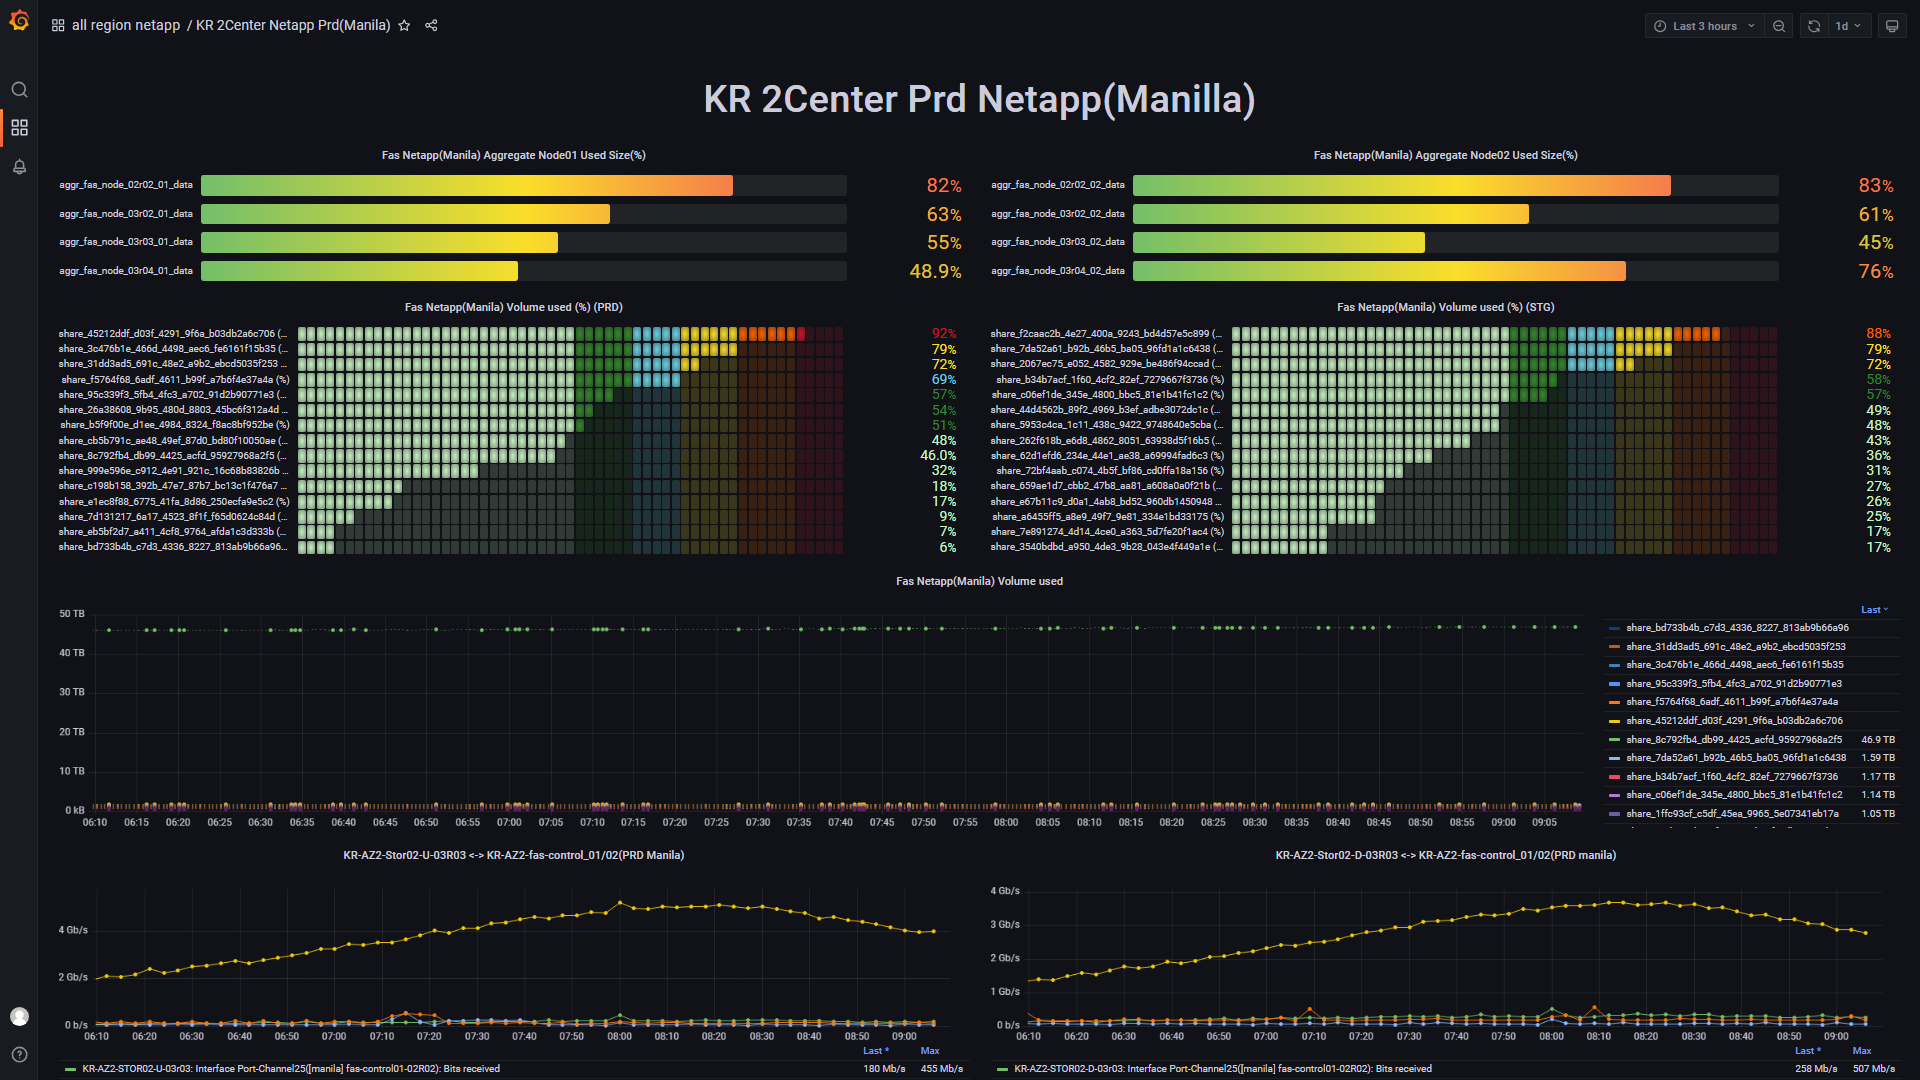 all region netapp / KR 2Center Netapp Prd(Manila)
Last 3 hours
1d
KR 2Center Prd Netapp(Manilla)
Fas Netapp(Manila) Aggregate Node01 Used Size(%)
aggr_fas_node_02r02_01_data 82%
aggr_fas_node_03r02_01_data 63%
aggr_fas_node_03r03_01_data 55%
aggr_fas_node_03r04_01_data 48.9%
Fas Netapp(Manila) Aggregate Node02 Used Size(%)
aggr_fas_node_02r02_02_data 83%
aggr_fas_node_03r02_02_data 61%
aggr_fas_node_03r03_02_data 45%
aggr_fas_node_03r04_02_data 76%
Fas Netapp(Manila) Volume used (%) (PRD)
share_45212ddf_d03f_4291_9f6a_b03db2a6c706 (... 92%
share_3c476b1e_466d_4498_aec6_fe6161f15b35 (... 79%
share_31dd3ad5_691c_48e2_a9b2_ebcd5035f253 ... 72%
share_f5764f68_6adf_4611_b99f_a7b6f4e37a4a (%) 69%
share_95c339f3_5fb4_4fc3_a702_91d2b90771e3 (... 57%
share_26a38608_9b95_480d_8803_45bc6f312a4d ... 54%
share_b5f9f00e_d1ee_4984_8324_f8ac8bf952be (%) 51%
share_cb5b791c_ae48_49ef_87d0_bd80f10050ae (... 48%
share_8c792fb4_db99_4425_acfd_95927968a2f5 (... 46.0%
share_999e596e_c912_4e91_921c_16c68b83826b ... 32%
share_c198b158_392b_47e7_87b7_bc13c1f476a7 ... 18%
share_e1ec8f88_6775_41fa_8d86_250ecfa9e5c2 (%) 17%
share_7d131217_6a17_4523_8f1f_f65d0624c84d (... 9%
share_eb5bf2d7_a411_4cf8_9764_afda1c3d333b (... 7%
share_bd733b4b_c7d3_4336_8227_813ab9b66a96... 6%
Fas Netapp(Manila) Volume used (%) (STG)
share_f2caac2b_4e27_400a_9243_bd4d57e5c899 (... 88%
share_7da52a61_b92b_46b5_ba05_96fd1a1c6438 (... 79%
share_2067ec75_e052_4582_929e_be486f94ccad (... 72%
share_b34b7acf_1f60_4cf2_82ef_7279667f3736 (%) 58%
share_c06ef1de_345e_4800_bbc5_81e1b41fc1c2 (%) 57%
share_44d4562b_89f2_4969_b3ef_adbe3072dc1c (... 49%
share_5953c4ca_1c11_438c_9422_9748640e5cba (... 48%
share_262f618b_e6d8_4862_8051_63938d5f16b5 (... 43%
share_62d1efd6_234e_44e1_ae38_a69994fad6c3 (... 36%
share_72bf4aab_c074_4b5f_bf86_cd0ffa18a156 (%) 31%
share_659ae1d7_cbb2_47b8_aa81_a608a0a0f21b (... 27%
share_e67b11c9_d0a1_4ab8_bd52_960db1450948 ... 26%
share_a6455ff5_a8e9_49f7_9e81_334e1bd33175 (%) 25%
share_7e891274_4d14_4ce0_a363_5d7fe20f1ac4 (%) 17%
share_3540bdbd_a950_4de3_9b28_043e4f449a1e (... 17%
Fas Netapp(Manila) Volume used
50 TB
40 TB
30 TB
20 TB
10 TB
0 kB
06:10 06:15 06:20 06:25 06:30 06:35 06:40 06:45 06:50 06:55 07:00 07:05 07:10 07:15 07:20 07:25 07:30 07:35 07:40 07:45 07:50 07:55 08:00 08:05 08:10 08:15 08:20 08:25 08:30 08:35 08:40 08:45 08:50 08:55 09:00 09:05
Last
share_bd733b4b_c7d3_4336_8227_813ab9b66a96
share_31dd3ad5_691c_48e2_a9b2_ebcd5035f253
share_3c476b1e_466d_4498_aec6_fe6161f15b35
share_95c339f3_5fb4_4fc3_a702_91d2b90771e3
share_f5764f68_6adf_4611_b99f_a7b6f4e37a4a
share_45212ddf_d03f_4291_9f6a_b03db2a6c706
share_8c792fb4_db99_4425_acfd_95927968a2f5 46.9 TB
share_7da52a61_b92b_46b5_ba05_96fd1a1c6438 1.59 TB
share_b34b7acf_1f60_4cf2_82ef_7279667f3736 1.17 TB
share_c06ef1de_345e_4800_bbc5_81e1b41fc1c2 1.14 TB
share_1ffc93cf_c5df_45ea_9965_5e07341eb17a 1.05 TB
KR-AZ2-Stor02-U-03R03 <-> KR-AZ2-fas-control_01/02(PRD Manila)
4 Gb/s
2 Gb/s
0 b/s
06:10 06:20 06:30 06:40 06:50 07:00 07:10 07:20 07:30 07:40 07:50 08:00 08:10 08:20 08:30 08:40 08:50 09:00
Last * Max
KR-AZ2-STOR02-U-03r03: Interface Port-Channel25([manila] fas-control01-02R02): Bits received 180 Mb/s 455 Mb/s
KR-AZ2-Stor02-D-03R03 <-> KR-AZ2-fas-control_01/02(PRD manila)
4 Gb/s
3 Gb/s
2 Gb/s
1 Gb/s
0 b/s
06:10 06:20 06:30 06:40 06:50 07:00 07:10 07:20 07:30 07:40 07:50 08:00 08:10 08:20 08:30 08:40 08:50 09:00
Last * Max
KR-AZ2-STOR02-D-03r03: Interface Port-Channel25([manila] fas-control01-02R02): Bits received 258 Mb/s 507 Mb/s